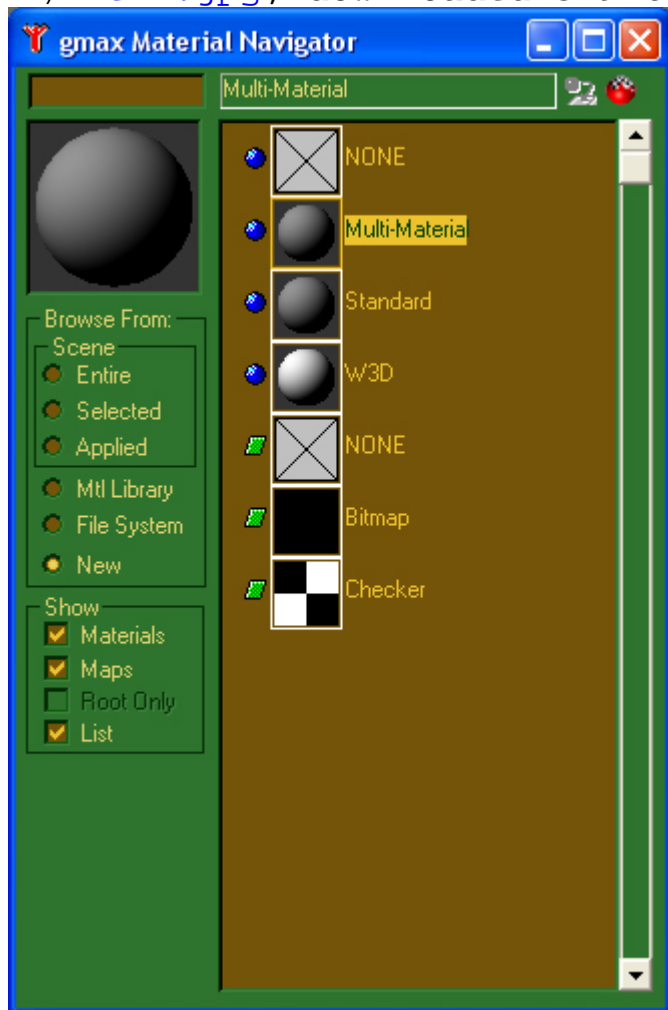 gmax Material Navigator
Multi-Material
NONE
Multi-Material
Standard
W3D
NONE
Bitmap
Checker
Browse From:
Scene
Entire
Selected
Applied
Mtl Library
File System
New
Show
Materials
Maps
Root Only
List